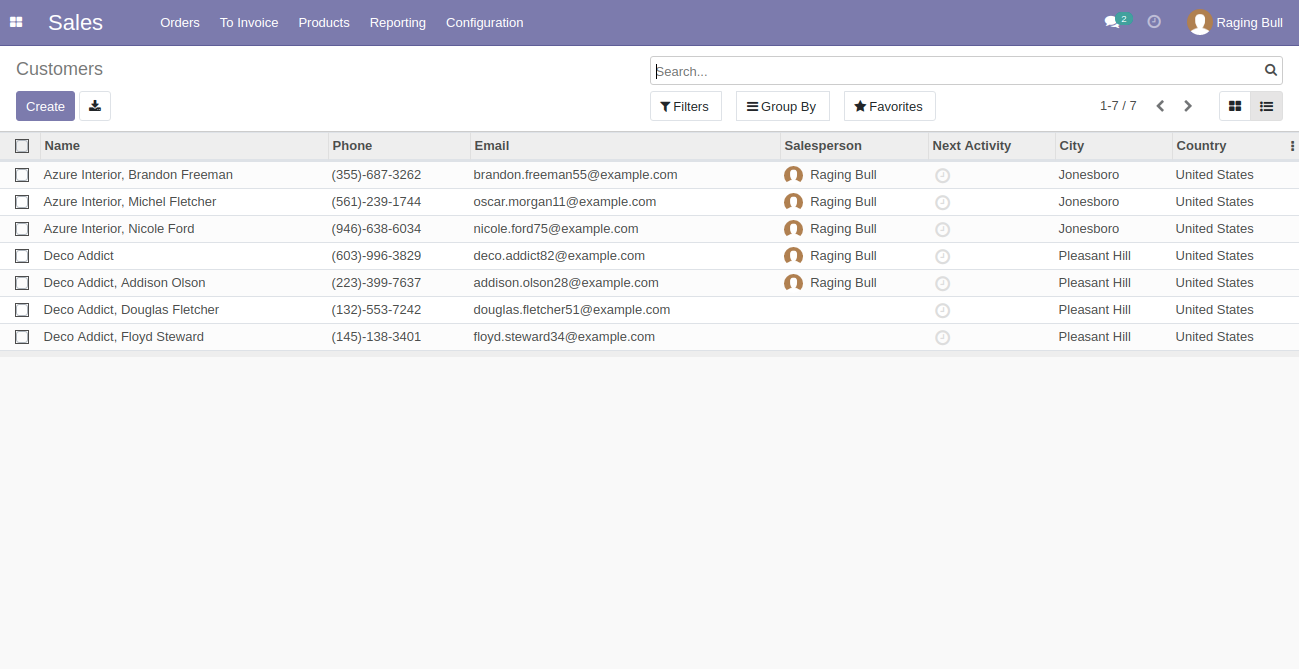 Sales Orders To Invoice Products Reporting Configuration 2 Raging Bull
Customers Search...
Create Filters Group By Favorites 1-7 / 7
Name Phone Email Salesperson Next Activity City Country
Azure Interior, Brandon Freeman (355)-687-3262 brandon.freeman55@example.com Raging Bull Jonesboro United States
Azure Interior, Michel Fletcher (561)-239-1744 oscar.morgan11@example.com Raging Bull Jonesboro United States
Azure Interior, Nicole Ford (946)-638-6034 nicole.ford75@example.com Raging Bull Jonesboro United States
Deco Addict (603)-996-3829 deco.addict82@example.com Raging Bull Pleasant Hill United States
Deco Addict, Addison Olson (223)-399-7637 addison.olson28@example.com Raging Bull Pleasant Hill United States
Deco Addict, Douglas Fletcher (132)-553-7242 douglas.fletcher51@example.com Pleasant Hill United States
Deco Addict, Floyd Steward (145)-138-3401 floyd.steward34@example.com Pleasant Hill United States